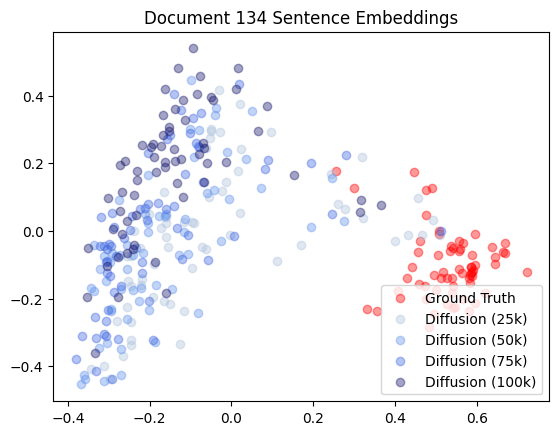 Document 134 Sentence Embeddings
0.4
0.2
0.0
−0.2
−0.4
Ground Truth
Diffusion (25k)
Diffusion (50k)
Diffusion (75k)
Diffusion (100k)
−0.4
−0.2
0.0
0.2
0.4
0.6